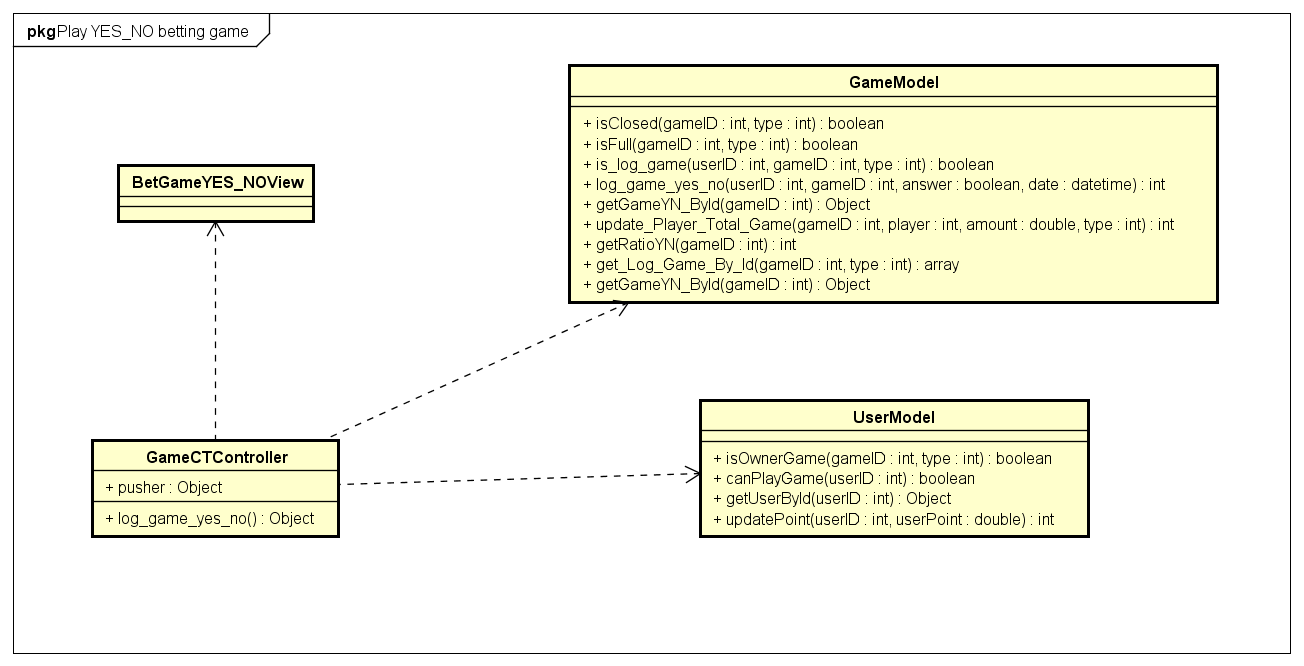 pkgPlay YES_NO betting game
GameModel
+ isClosed(gameID : int, type : int) : boolean
+ isFull(gameID : int, type : int) : boolean
+ is_log_game(userID : int, gameID : int, type : int) : boolean
+ log_game_yes_no(userID : int, gameID : int, answer : boolean, date : datetime) : int
+ getGameYN_ById(gameID : int) : Object
+ update_Player_Total_Game(gameID : int, player : int, amount : double, type : int) : int
+ getRatioYN(gameID : int) : int
+ get_Log_Game_By_Id(gameID : int, type : int) : array
+ getGameYN_ById(gameID : int) : Object
BetGameYES_NOView
UserModel
+ isOwnerGame(gameID : int, type : int) : boolean
+ canPlayGame(userID : int) : boolean
+ getUserById(userID : int) : Object
+ updatePoint(userID : int, userPoint : double) : int
GameCTController
+ pusher : Object
+ log_game_yes_no() : Object